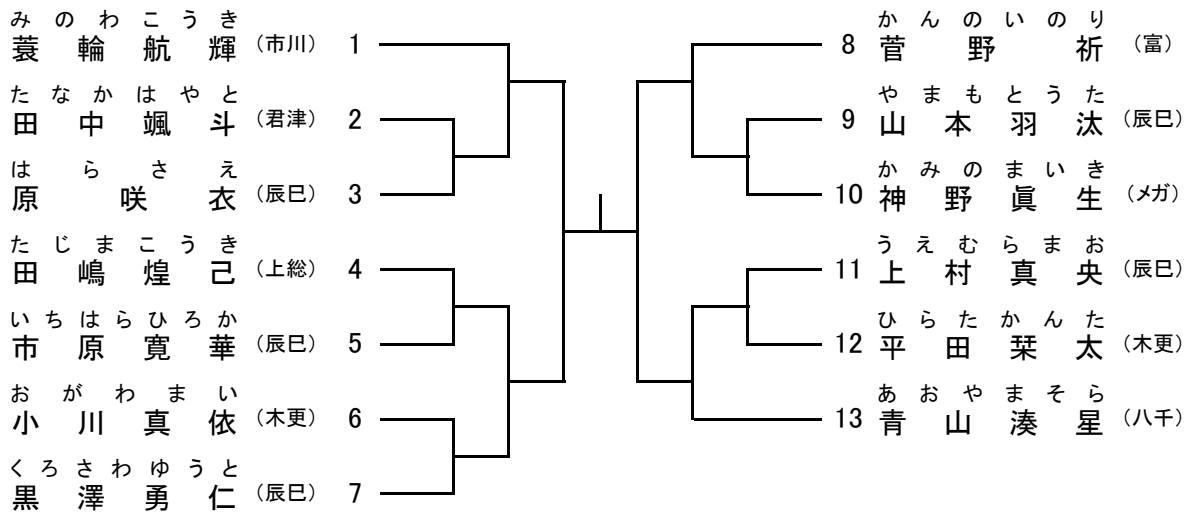 みのわこうき
蓑輪航輝（市川） 1
たなかはやと
田中颯斗（君津） 2
はらさえ
原咲衣（辰巳） 3
たじまこうき
田嶋煌己（上総） 4
いちはらひろか
市原寛華（辰巳） 5
おがわまい
小川真依（木更） 6
くろさわゆうと
黒澤勇仁（辰巳） 7
かんのいのり
8 菅野祈（富）
やまもとうた
9 山本羽汰（辰巳）
かみのまいき
10 神野眞生（メガ）
うえむらまお
11 上村真央（辰巳）
ひらたかんた
12 平田栞太（木更）
あおやまそら
13 青山湊星（八千）